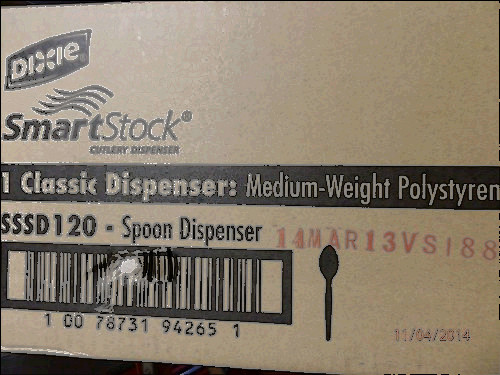 DIXIE
SmartStock®
CUTLERY DISPENSER
1 Classic Dispenser: Medium-Weight Polystyren
SSSD120 - Spoon Dispenser
14MAR13VS188
1 00 78731 94265 1
11/04/2014